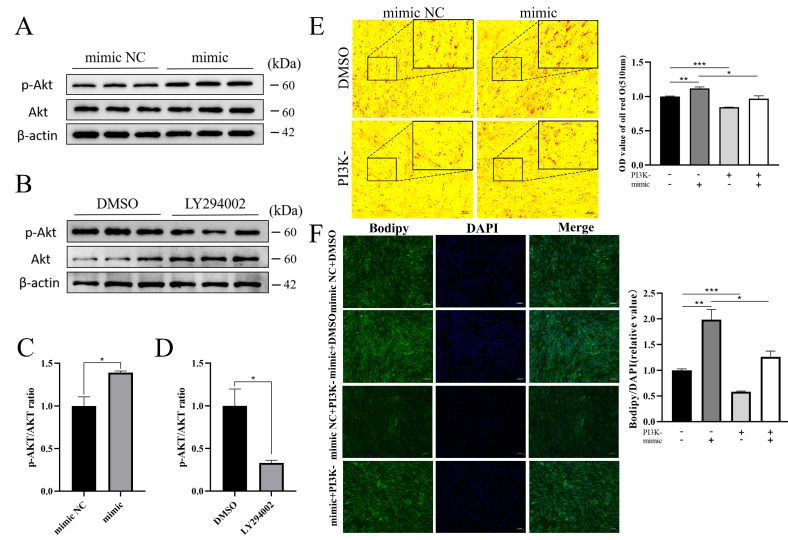 A
mimic NC mimic (kDa)
p-Akt 60
Akt 60
β-actin 42
B
DMSO LY294002 (kDa)
p-Akt 60
Akt 60
β-actin 42
C
p-AKT/AKT ratio
1.5
1.0
0.5
0.0
*
mimic NC mimic
D
p-AKT/AKT ratio
1.5
1.0
0.5
0.0
*
DMSO LY294002
E
mimic NC mimic
DMSO
PI3K-
OD value of oil red O(510nm)
1.5
1.0
0.5
0.0
***
** *
PI3K- - - + +
mimic - + - +
F
Bodipy DAPI Merge
mimic NC+DMSO
mimic+DMSO
mimic NC+PI3K-
mimic+PI3K-
Bodipy/DAPI(relative value)
2.5
2.0
1.5
1.0
0.5
0.0
***
** *
PI3K- - - + +
mimic - + - +